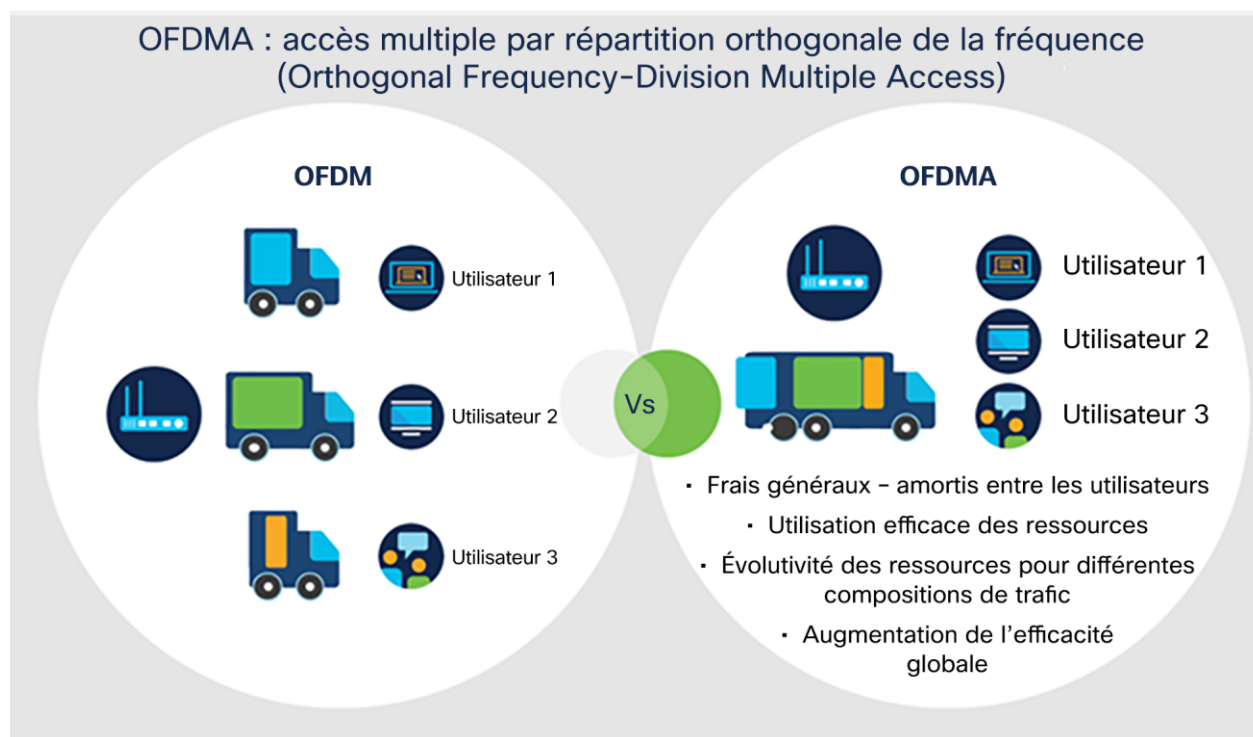 OFDMA : accès multiple par répartition orthogonale de la fréquence
(Orthogonal Frequency-Division Multiple Access)
OFDM
Utilisateur 1
Utilisateur 2
Utilisateur 3
Vs
OFDMA
Utilisateur 1
Utilisateur 2
Utilisateur 3
· Frais généraux – amortis entre les utilisateurs
· Utilisation efficace des ressources
· Évolutivité des ressources pour différentes
compositions de trafic
· Augmentation de l’efficacité
globale